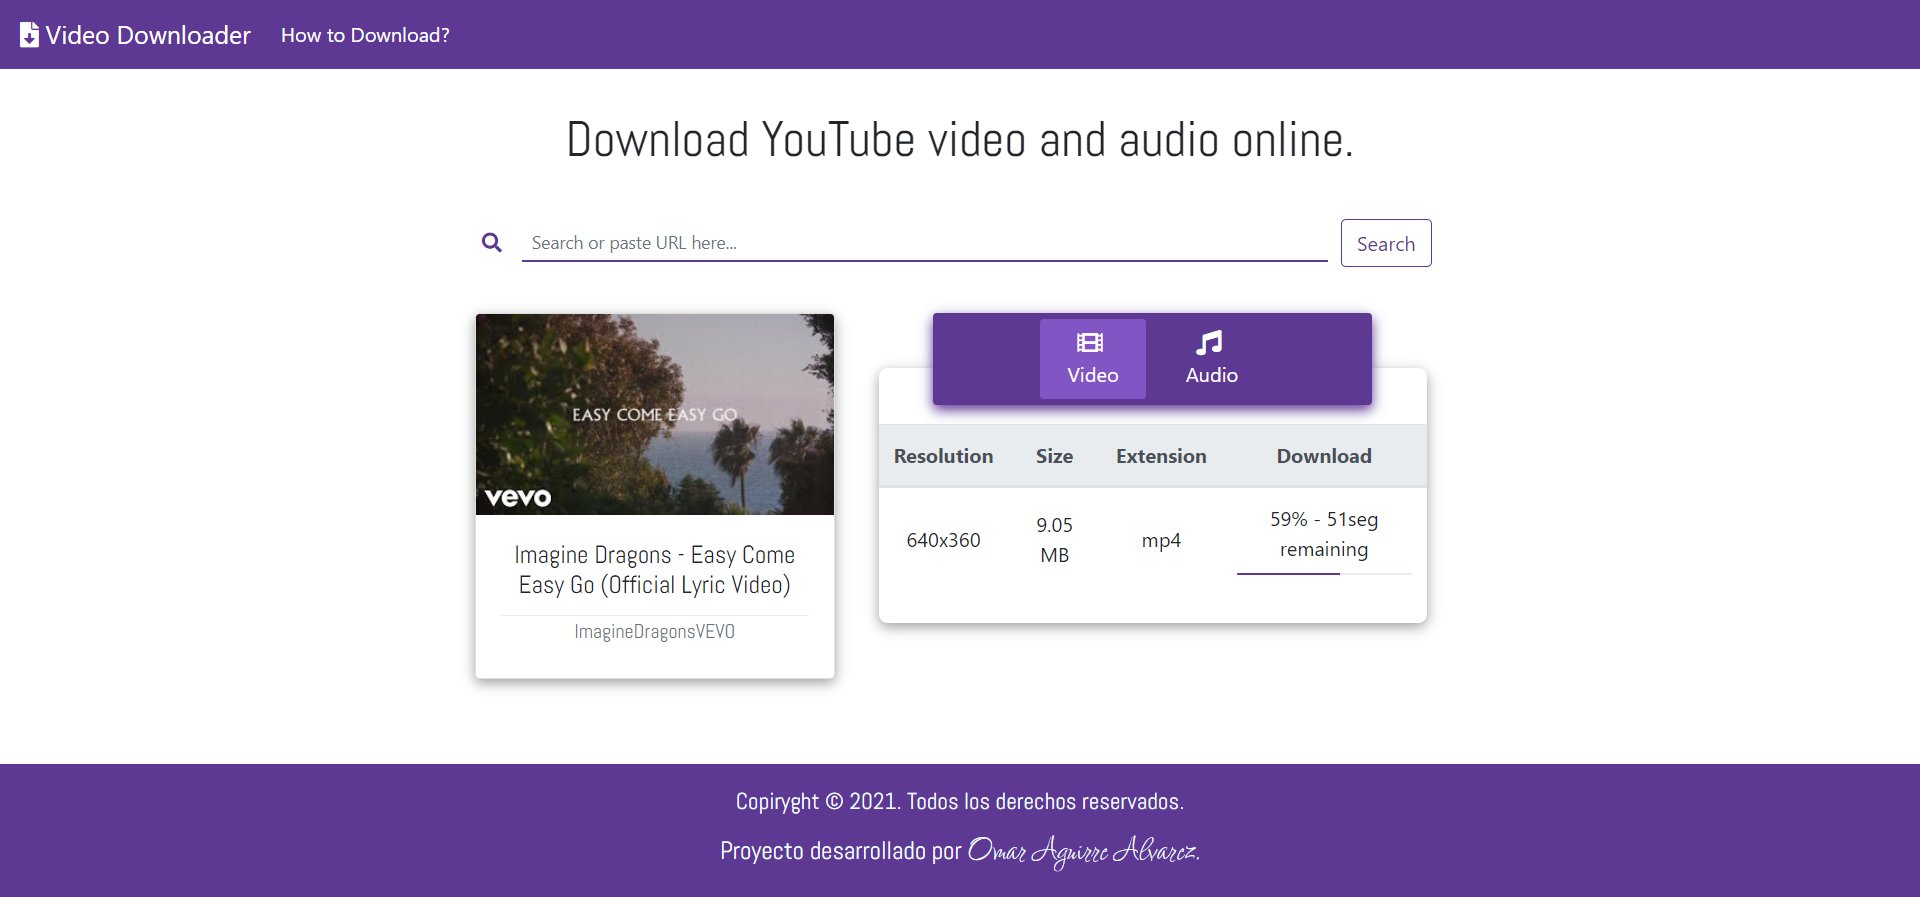 Video Downloader
How to Download?
Download YouTube video and audio online.
Search or paste URL here...
Search
EASY COME EASY GO
vevo
Imagine Dragons - Easy Come
Easy Go (Official Lyric Video)
ImagineDragonsVEVO
Video
Audio
Resolution Size Extension Download
640x360
9.05
MB
mp4
59% - 51seg
remaining
Copiryght © 2021. Todos los derechos reservados.
Proyecto desarrollado por Omar Aguirre Alvarez.